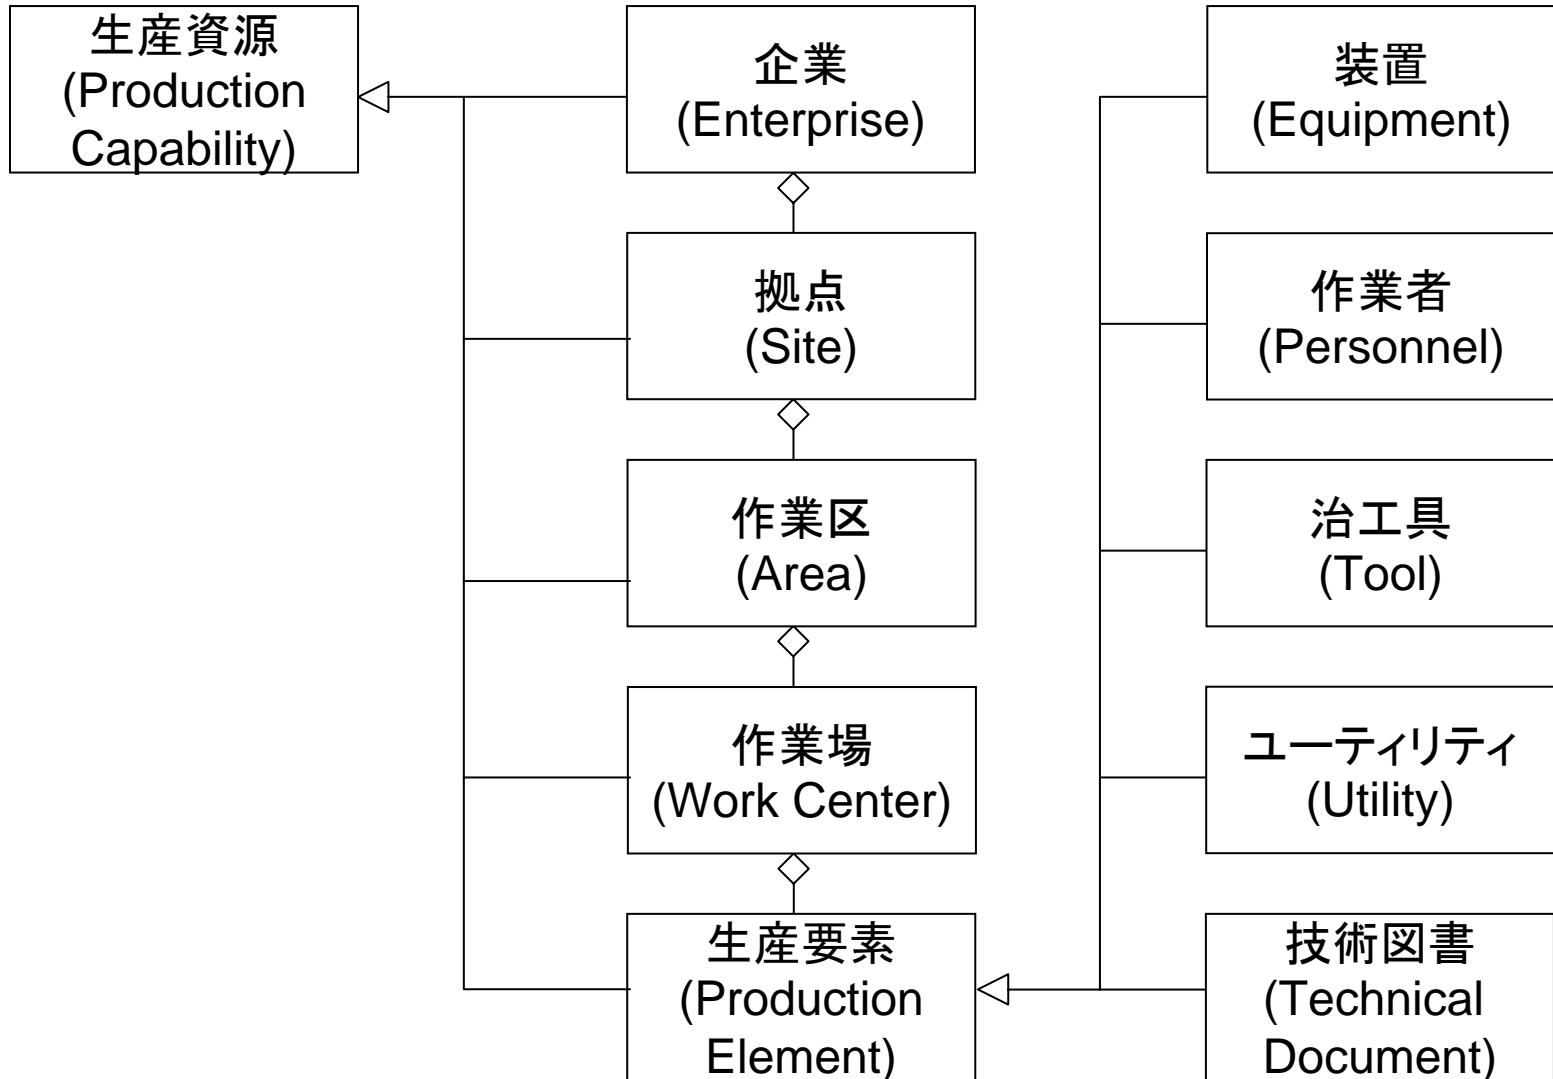 生産資源
(Production
Capability)
企業
(Enterprise)
装置
(Equipment)
拠点
(Site)
作業者
(Personnel)
作業区
(Area)
治工具
(Tool)
作業場
(Work Center)
ユーティリティ
(Utility)
生産要素
(Production
Element)
技術図書
(Technical
Document)